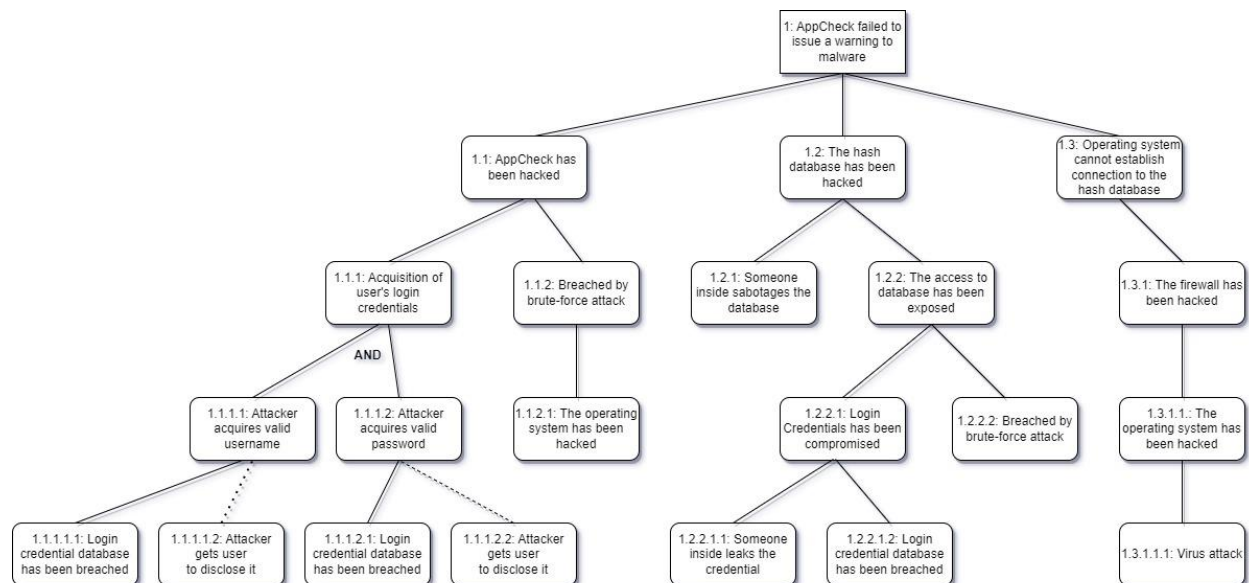 1: AppCheck failed to
issue a warning to
malware
1.1: AppCheck has
been hacked
1.2: The hash
database has been
hacked
1.3: Operating system
cannot establish
connection to the
hash database
1.1.1: Acquisition of
user's login
credentials
1.1.2: Breached by
brute-force attack
1.2.1: Someone
inside sabotages the
database
1.2.2: The access to
database has been
exposed
1.3.1: The firewall has
been hacked
AND
1.1.1.1: Attacker
acquires valid
username
1.1.1.2: Attacker
acquires valid
password
1.1.2.1: The operating
system has been
hacked
1.2.2.1: Login
Credentials has been
compromised
1.2.2.2: Breached by
brute-force attack
1.3.1.1.: The
operating system has
been hacked
1.1.1.1.1: Login
credential database
has been breached
1.1.1.1.2: Attacker
gets user
to disclose it
1.1.1.2.1: Login
credential database
has been breached
1.1.1.2.2: Attacker
gets user
to disclose it
1.2.2.1.1: Someone
inside leaks the
credential
1.2.2.1.2: Login
credential database
has been breached
1.3.1.1.1: Virus attack